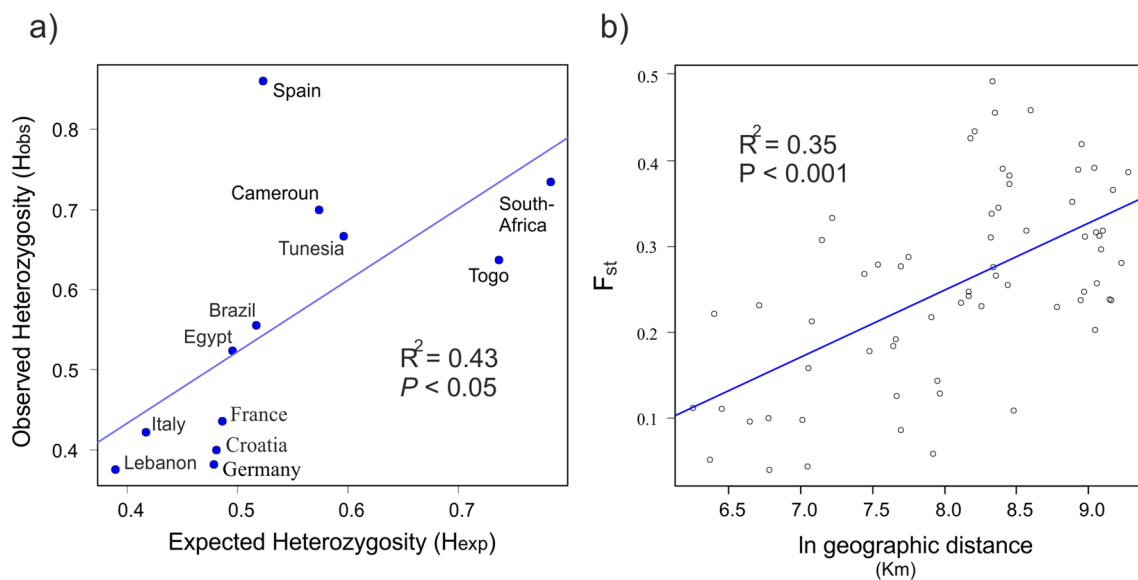 a)
Observed Heterozygosity (Hobs)
0.8
0.7
0.6
0.5
0.4
Spain
Cameroun
Tunesia
South-
Africa
Togo
Brazil
Egypt
R2 = 0.43
P < 0.05
Italy
France
Croatia
Lebanon
Germany
0.4 0.5 0.6 0.7
Expected Heterozygosity (Hexp)
b)
Fst
0.5
0.4
0.3
0.2
0.1
R2 = 0.35
P < 0.001
6.5 7.0 7.5 8.0 8.5 9.0
In geographic distance
(Km)